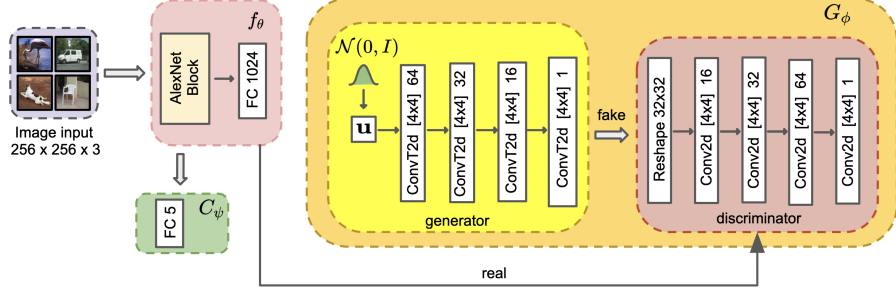 Image input
256 x 256 x 3
f_θ
AlexNet
Block
FC 1024
FC 5
C_ψ
G_ϕ
N(0, I)
u
ConvT2d [4x4] 64
ConvT2d [4x4] 32
ConvT2d [4x4] 16
ConvT2d [4x4] 1
generator
fake
Reshape 32x32
Conv2d [4x4] 16
Conv2d [4x4] 32
Conv2d [4x4] 64
Conv2d [4x4] 1
discriminator
real